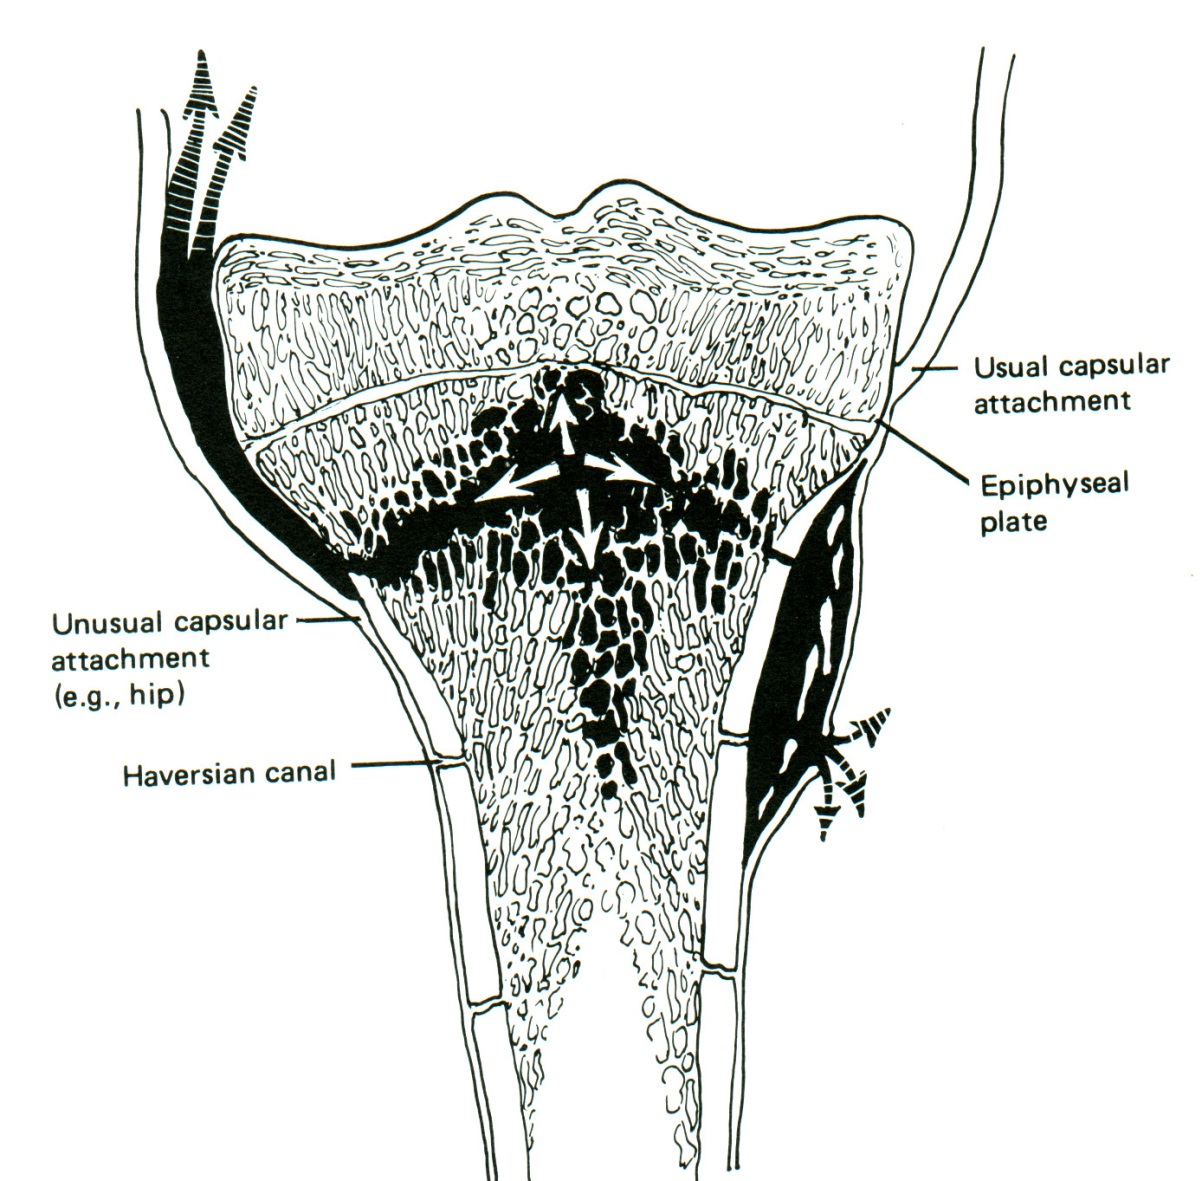 Usual capsular
attachment
Epiphyseal
plate
Unusual capsular
attachment
(e.g., hip)
Haversian canal